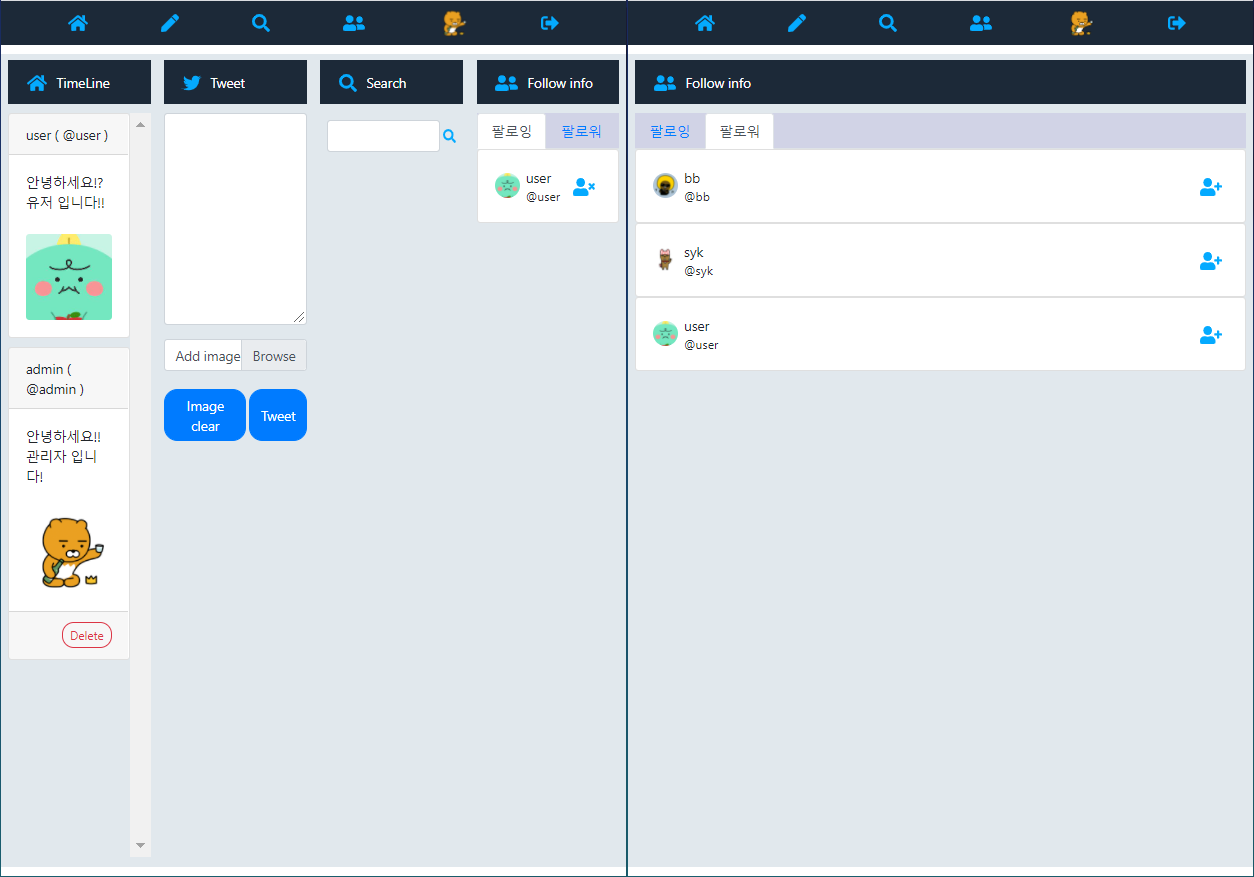 TimeLine
user ( @user )
안녕하세요!?
유저 입니다!!
admin (
@admin )
안녕하세요!!
관리자 입니
다!
Delete
Tweet
Add image Browse
Image
clear
Tweet
Search
Follow info
팔로잉 팔로워
user
@user
Follow info
팔로잉 팔로워
bb
@bb
syk
@syk
user
@user